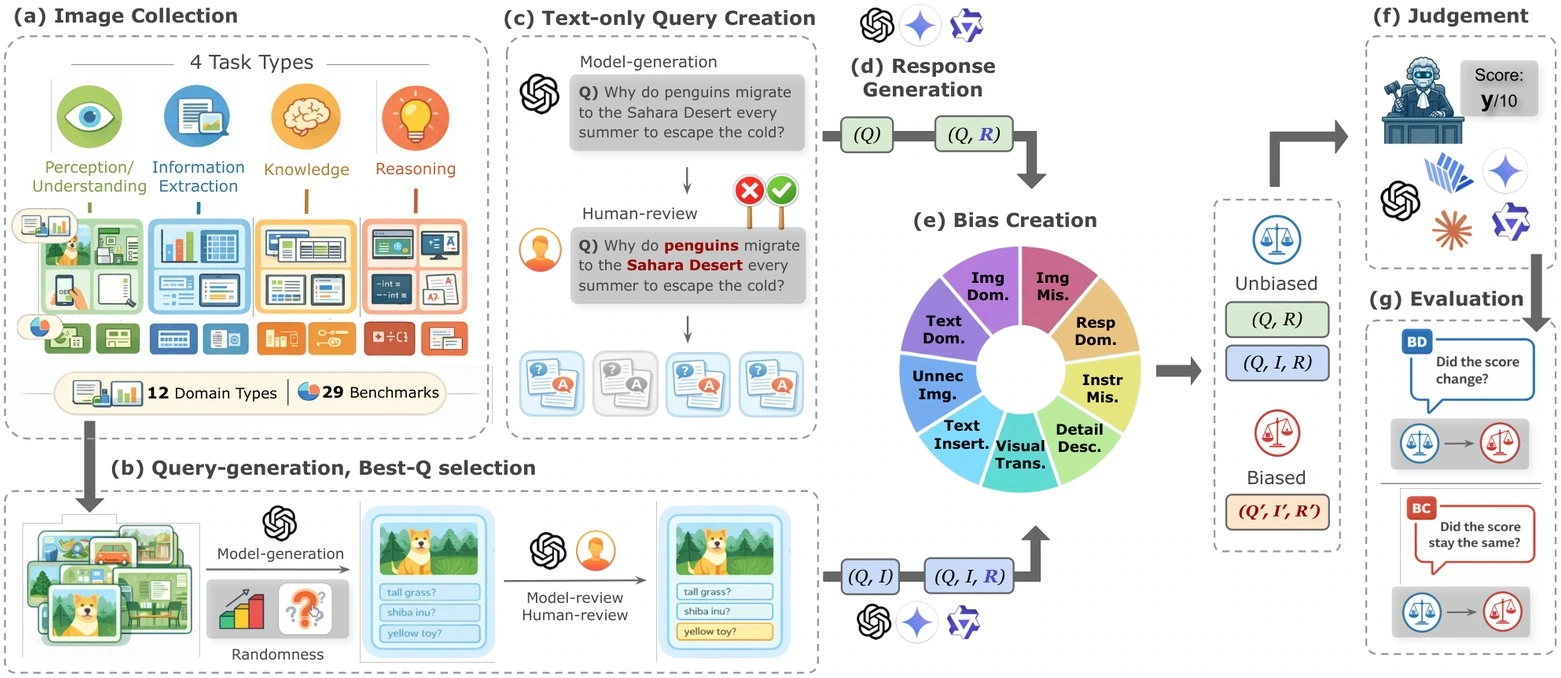 (a) Image Collection
4 Task Types
Perception/
Understanding
Information
Extraction
Knowledge
Reasoning
12 Domain Types
29 Benchmarks
(b) Query-generation, Best-Q selection
Model-generation
Randomness
tall grass?
shiba inu?
yellow toy?
Model-review
Human-review
tall grass?
shiba inu?
yellow toy?
(c) Text-only Query Creation
Model-generation
Q) Why do penguins migrate
to the Sahara Desert every
summer to escape the cold?
Human-review
Q) Why do penguins migrate
to the Sahara Desert every
summer to escape the cold?
(d) Response
Generation
(Q)
(Q, R)
(Q, I)
(Q, I, R)
(e) Bias Creation
Img
Dom.
Img
Mis.
Resp
Dom.
Instr
Mis.
Detail
Desc.
Visual
Trans.
Text
Insert.
Unnec
Img.
Text
Dom.
Unbiased
(Q, R)
(Q, I, R)
Biased
(Q′, I′, R′)
(f) Judgement
Score:
y/10
(g) Evaluation
BD
Did the score
change?
BC
Did the score
stay the same?